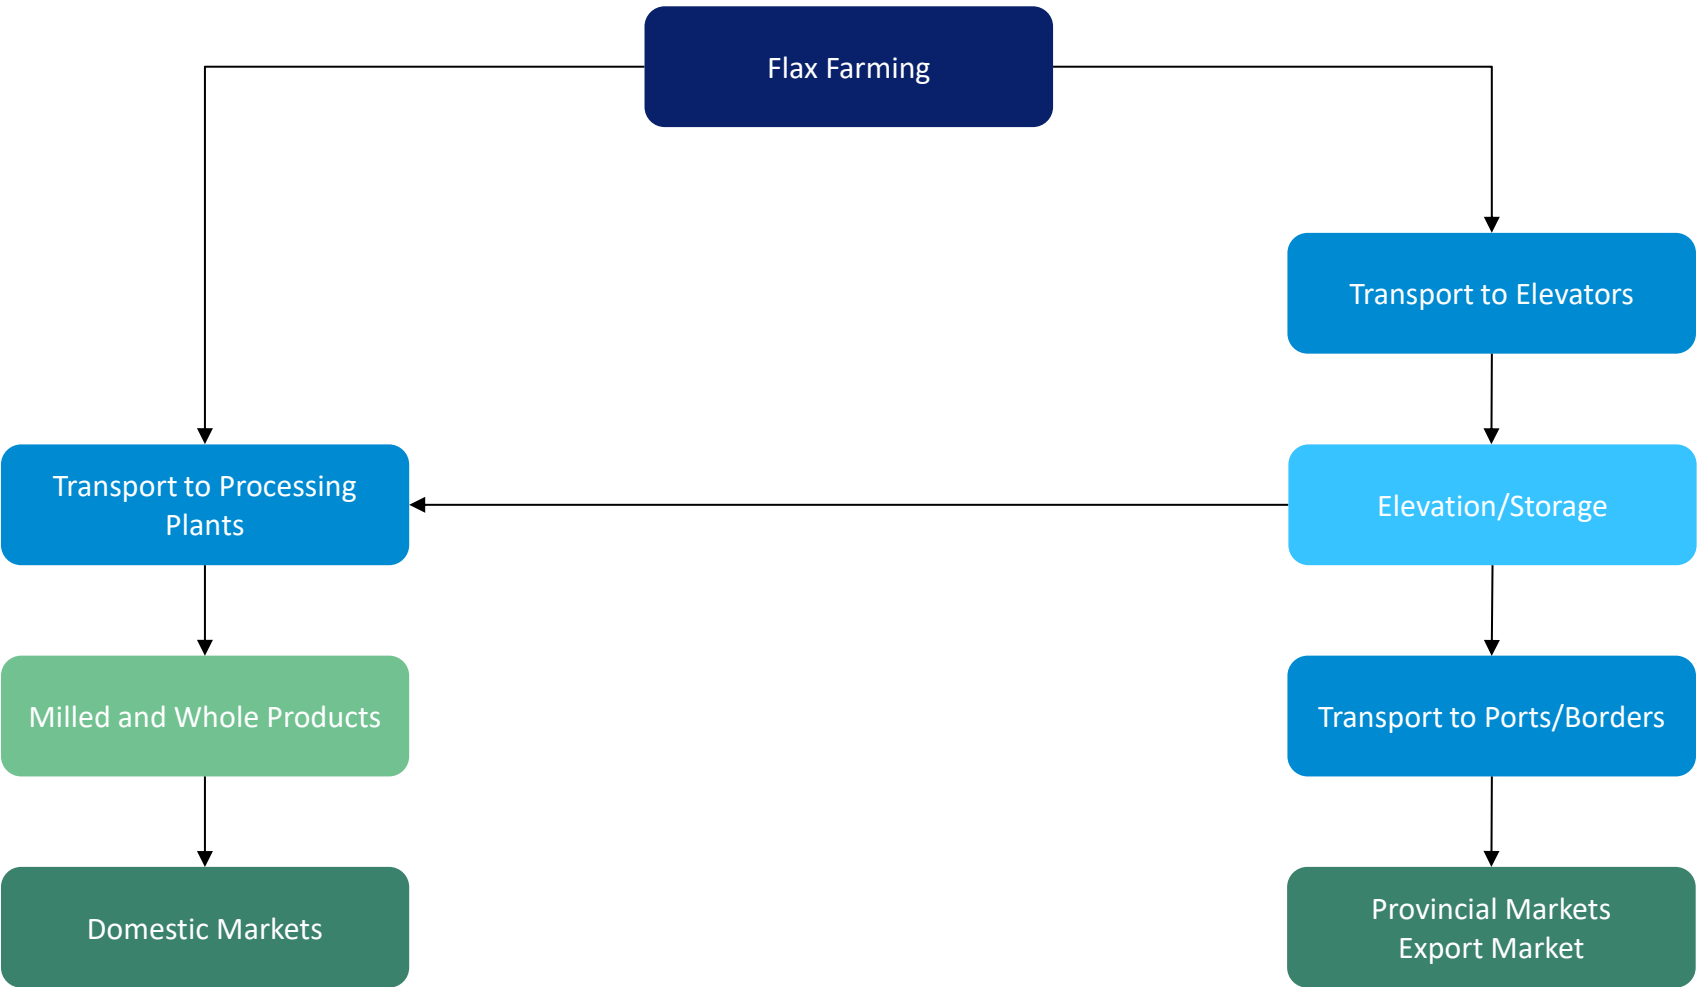 Flax Farming
Transport to Elevators
Transport to Processing
Plants
Elevation/Storage
Milled and Whole Products
Transport to Ports/Borders
Domestic Markets
Provincial Markets
Export Market